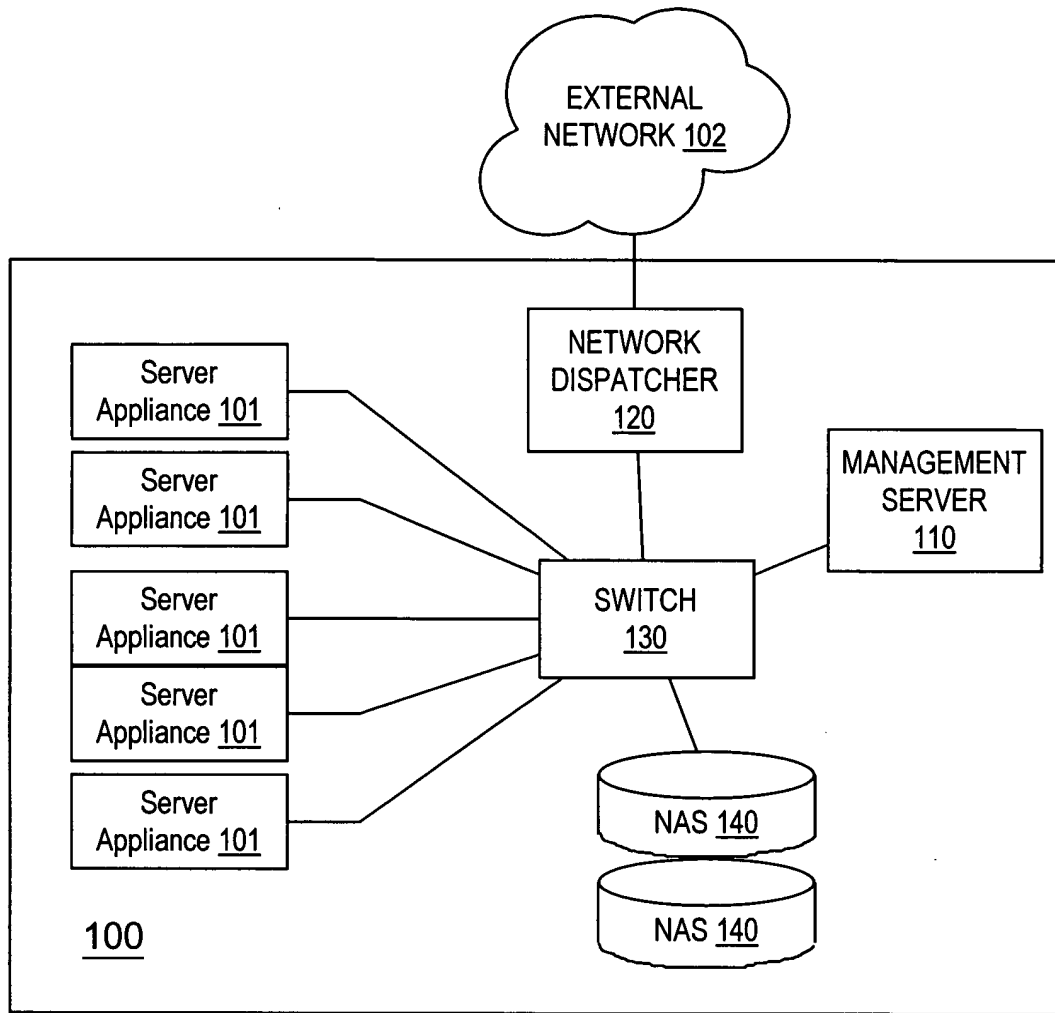 EXTERNAL
NETWORK 102
NETWORK
DISPATCHER
120
Server
Appliance 101
Server
Appliance 101
Server
Appliance 101
Server
Appliance 101
Server
Appliance 101
MANAGEMENT
SERVER
110
SWITCH
130
NAS 140
NAS 140
100